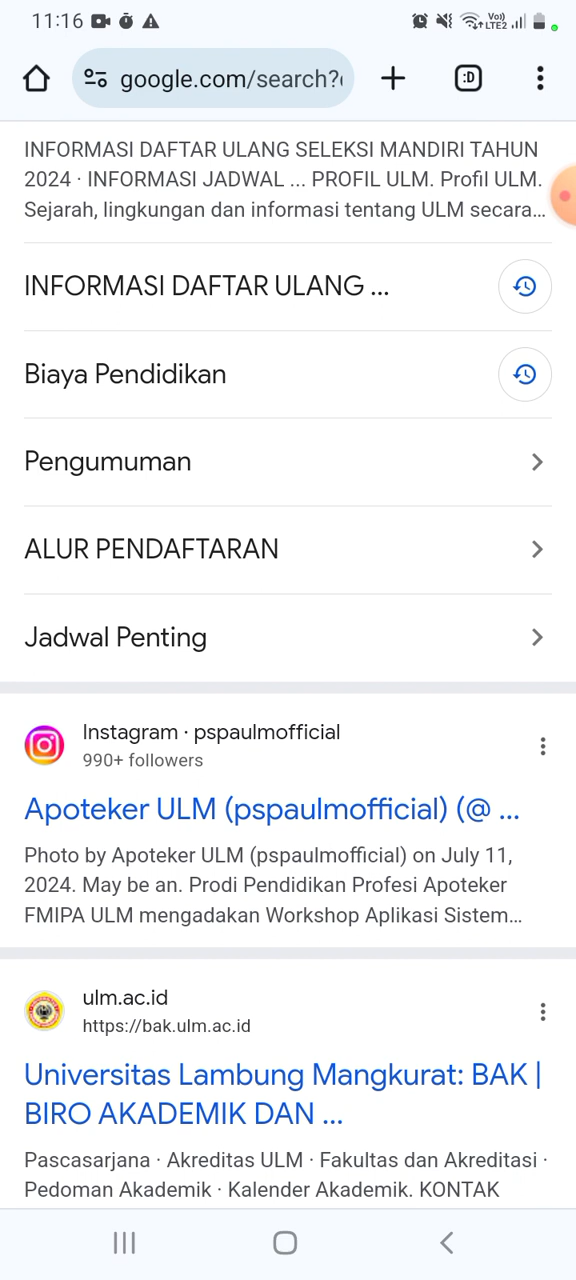 11:16
Vo)) LTE2
google.com/search?
:D
INFORMASI DAFTAR ULANG SELEKSI MANDIRI TAHUN
2024 · INFORMASI JADWAL ... PROFIL ULM. Profil ULM.
Sejarah, lingkungan dan informasi tentang ULM secara...
INFORMASI DAFTAR ULANG ...
Biaya Pendidikan
Pengumuman
ALUR PENDAFTARAN
Jadwal Penting
Instagram · pspaulmofficial
990+ followers
Apoteker ULM (pspaulmofficial) (@ ...
Photo by Apoteker ULM (pspaulmofficial) on July 11,
2024. May be an. Prodi Pendidikan Profesi Apoteker
FMIPA ULM mengadakan Workshop Aplikasi Sistem...
ulm.ac.id
https://bak.ulm.ac.id
Universitas Lambung Mangkurat: BAK |
BIRO AKADEMIK DAN ...
Pascasarjana · Akreditas ULM · Fakultas dan Akreditasi ·
Pedoman Akademik · Kalender Akademik. KONTAK